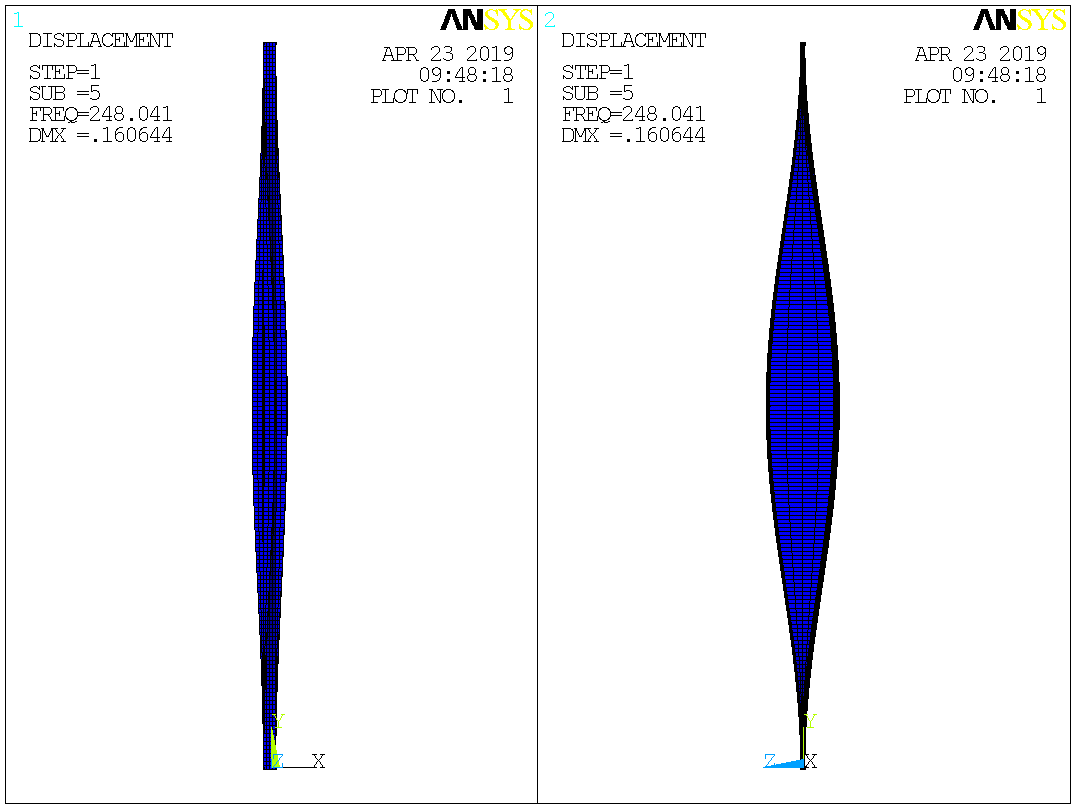 1
ANSYS
DISPLACEMENT
STEP=1
SUB =5
FREQ=248.041
DMX =.160644
APR 23 2019
09:48:18
PLOT NO. 1
Y
Z X
2
ANSYS
DISPLACEMENT
STEP=1
SUB =5
FREQ=248.041
DMX =.160644
APR 23 2019
09:48:18
PLOT NO. 1
Y
Z X